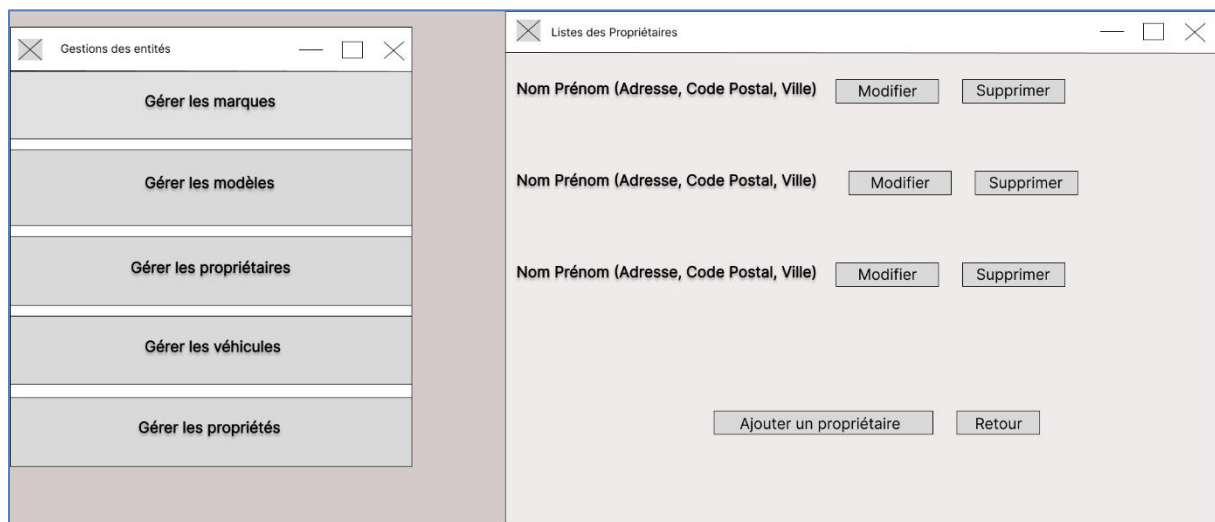 Gestions des entités
Gérer les marques
Gérer les modèles
Gérer les propriétaires
Gérer les véhicules
Gérer les propriétés
Listes des Propriétaires
Nom Prénom (Adresse, Code Postal, Ville) Modifier Supprimer
Nom Prénom (Adresse, Code Postal, Ville) Modifier Supprimer
Nom Prénom (Adresse, Code Postal, Ville) Modifier Supprimer
Ajouter un propriétaire Retour